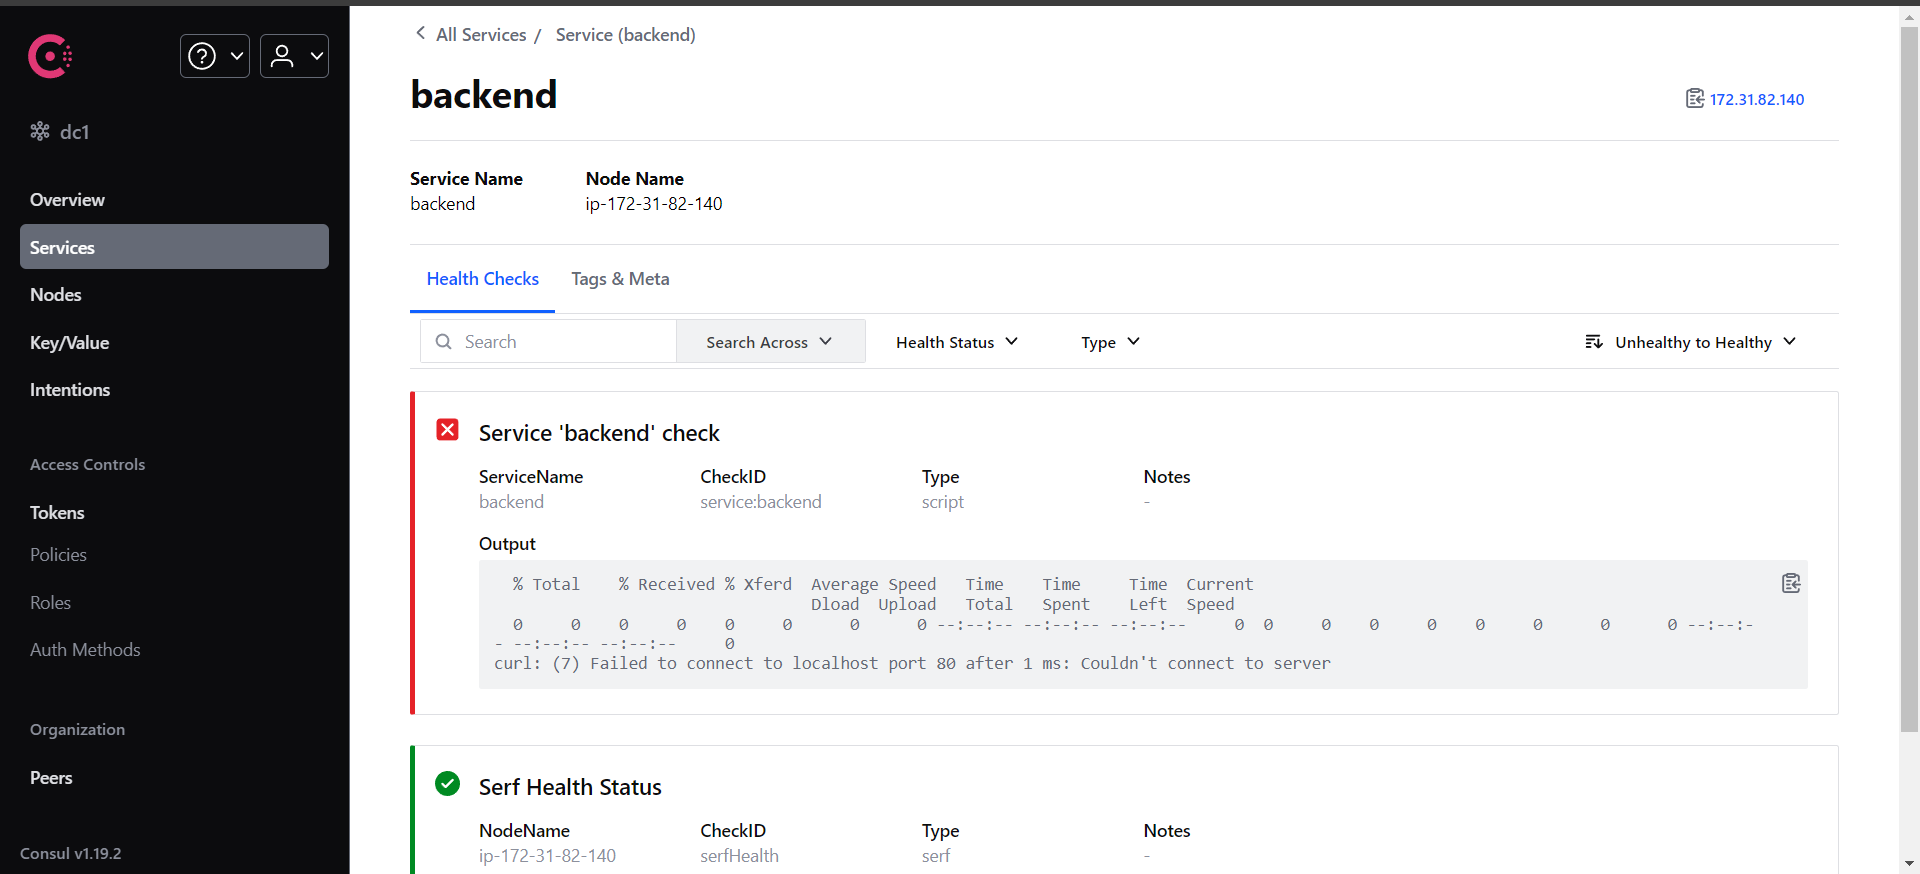 dc1
Overview
Services
Nodes
Key/Value
Intentions
Access Controls
Tokens
Policies
Roles
Auth Methods
Organization
Peers
Consul v1.19.2
All Services / Service (backend)
backend
172.31.82.140
Service Name Node Name
backend ip-172-31-82-140
Health Checks Tags & Meta
Search Search Across Health Status Type Unhealthy to Healthy
Service 'backend' check
ServiceName CheckID Type Notes
backend service:backend script -
Output
% Total % Received % Xferd Average Speed Time Time Time Current
Dload Upload Total Spent Left Speed
0 0 0 0 0 0 0 0 --:--:-- --:--:-- --:--:-- 0 0 0 0 0 0 0 0 0 --:--:-
- --:--:-- --:--:-- 0
curl: (7) Failed to connect to localhost port 80 after 1 ms: Couldn't connect to server
Serf Health Status
NodeName CheckID Type Notes
ip-172-31-82-140 serfHealth serf -